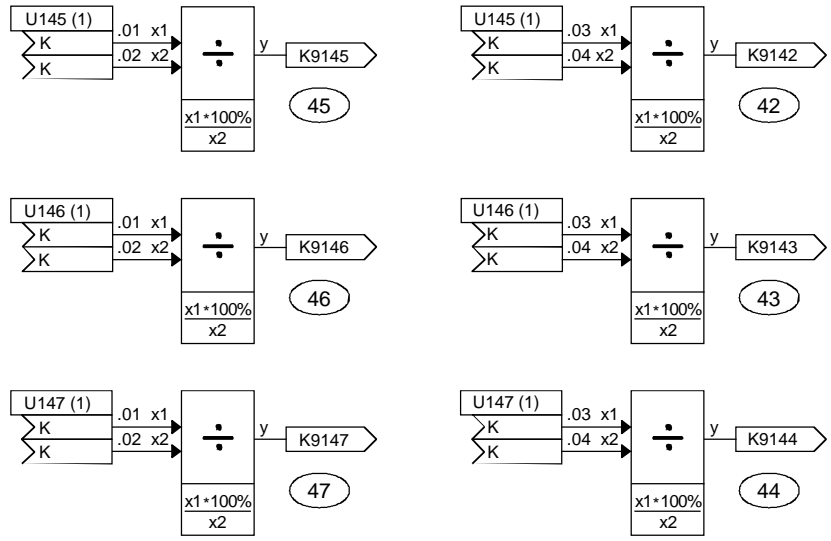 U145 (1)
.01 x1
K
.02 x2
K
y
K9145
45
x1*100%
x2
U145 (1)
.03 x1
K
.04 x2
K
y
K9142
42
x1*100%
x2
U146 (1)
.01 x1
K
.02 x2
K
y
K9146
46
x1*100%
x2
U146 (1)
.03 x1
K
.04 x2
K
y
K9143
43
x1*100%
x2
U147 (1)
.01 x1
K
.02 x2
K
y
K9147
47
x1*100%
x2
U147 (1)
.03 x1
K
.04 x2
K
y
K9144
44
x1*100%
x2